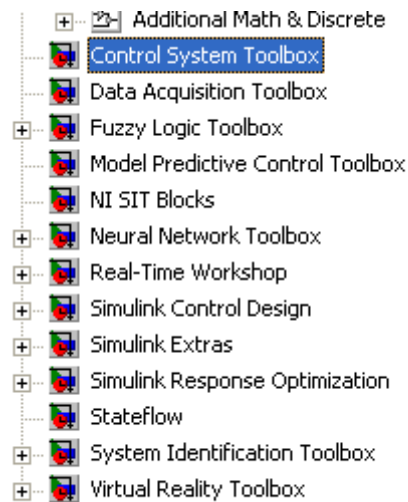 Additional Math & Discrete
Control System Toolbox
Data Acquisition Toolbox
Fuzzy Logic Toolbox
Model Predictive Control Toolbox
NI SIT Blocks
Neural Network Toolbox
Real-Time Workshop
Simulink Control Design
Simulink Extras
Simulink Response Optimization
Stateflow
System Identification Toolbox
Virtual Reality Toolbox